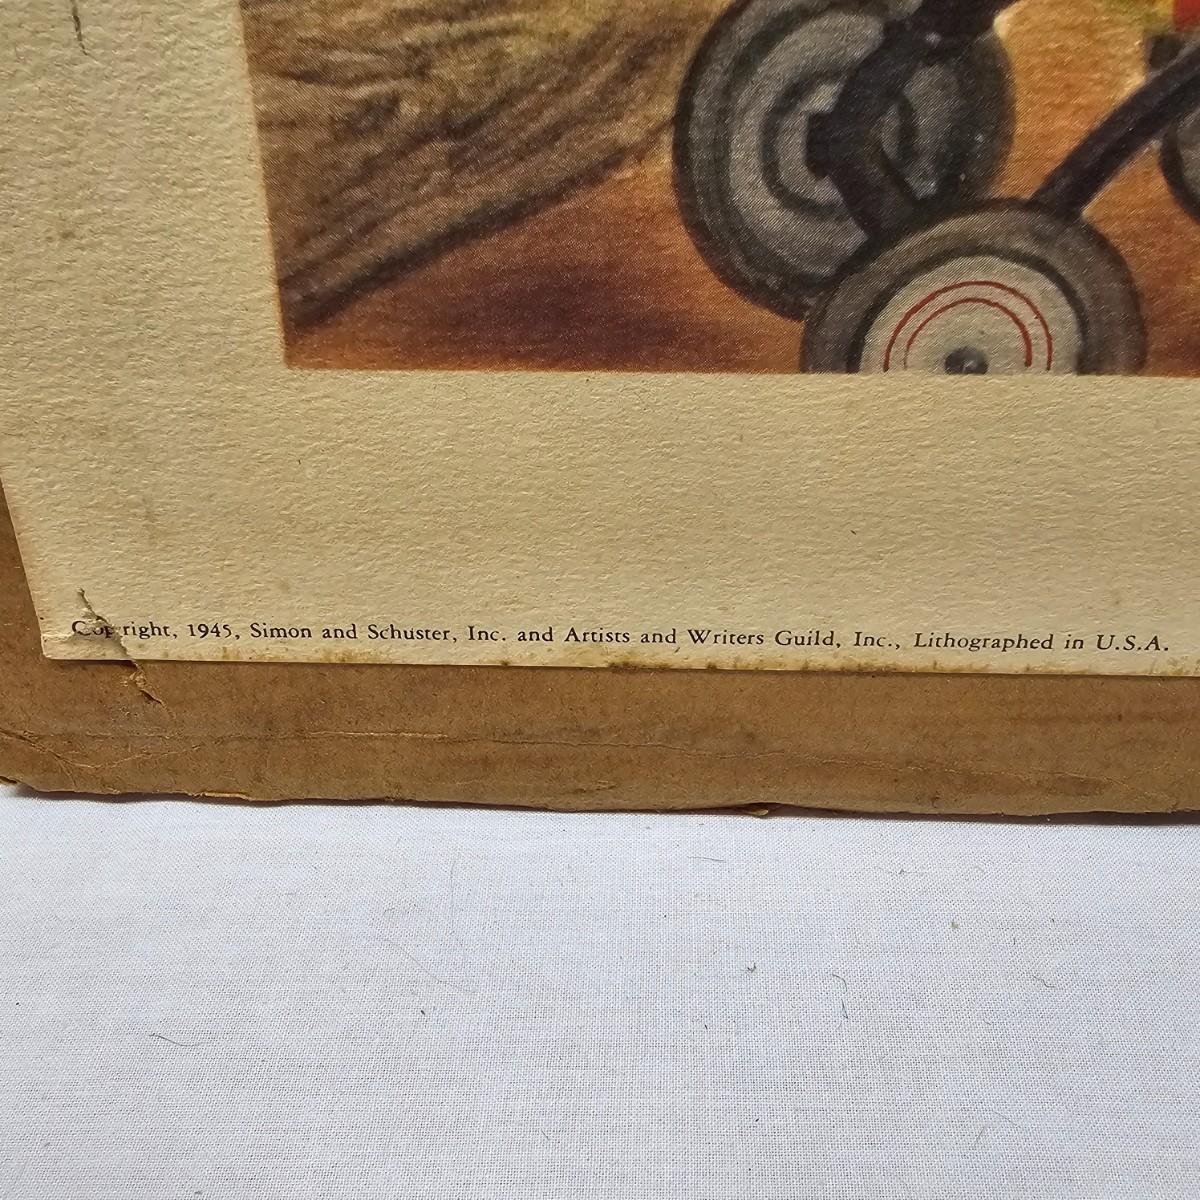 Copyright, 1945, Simon and Schuster, Inc. and Artists and Writers Guild, Inc., Lithographed in U.S.A.